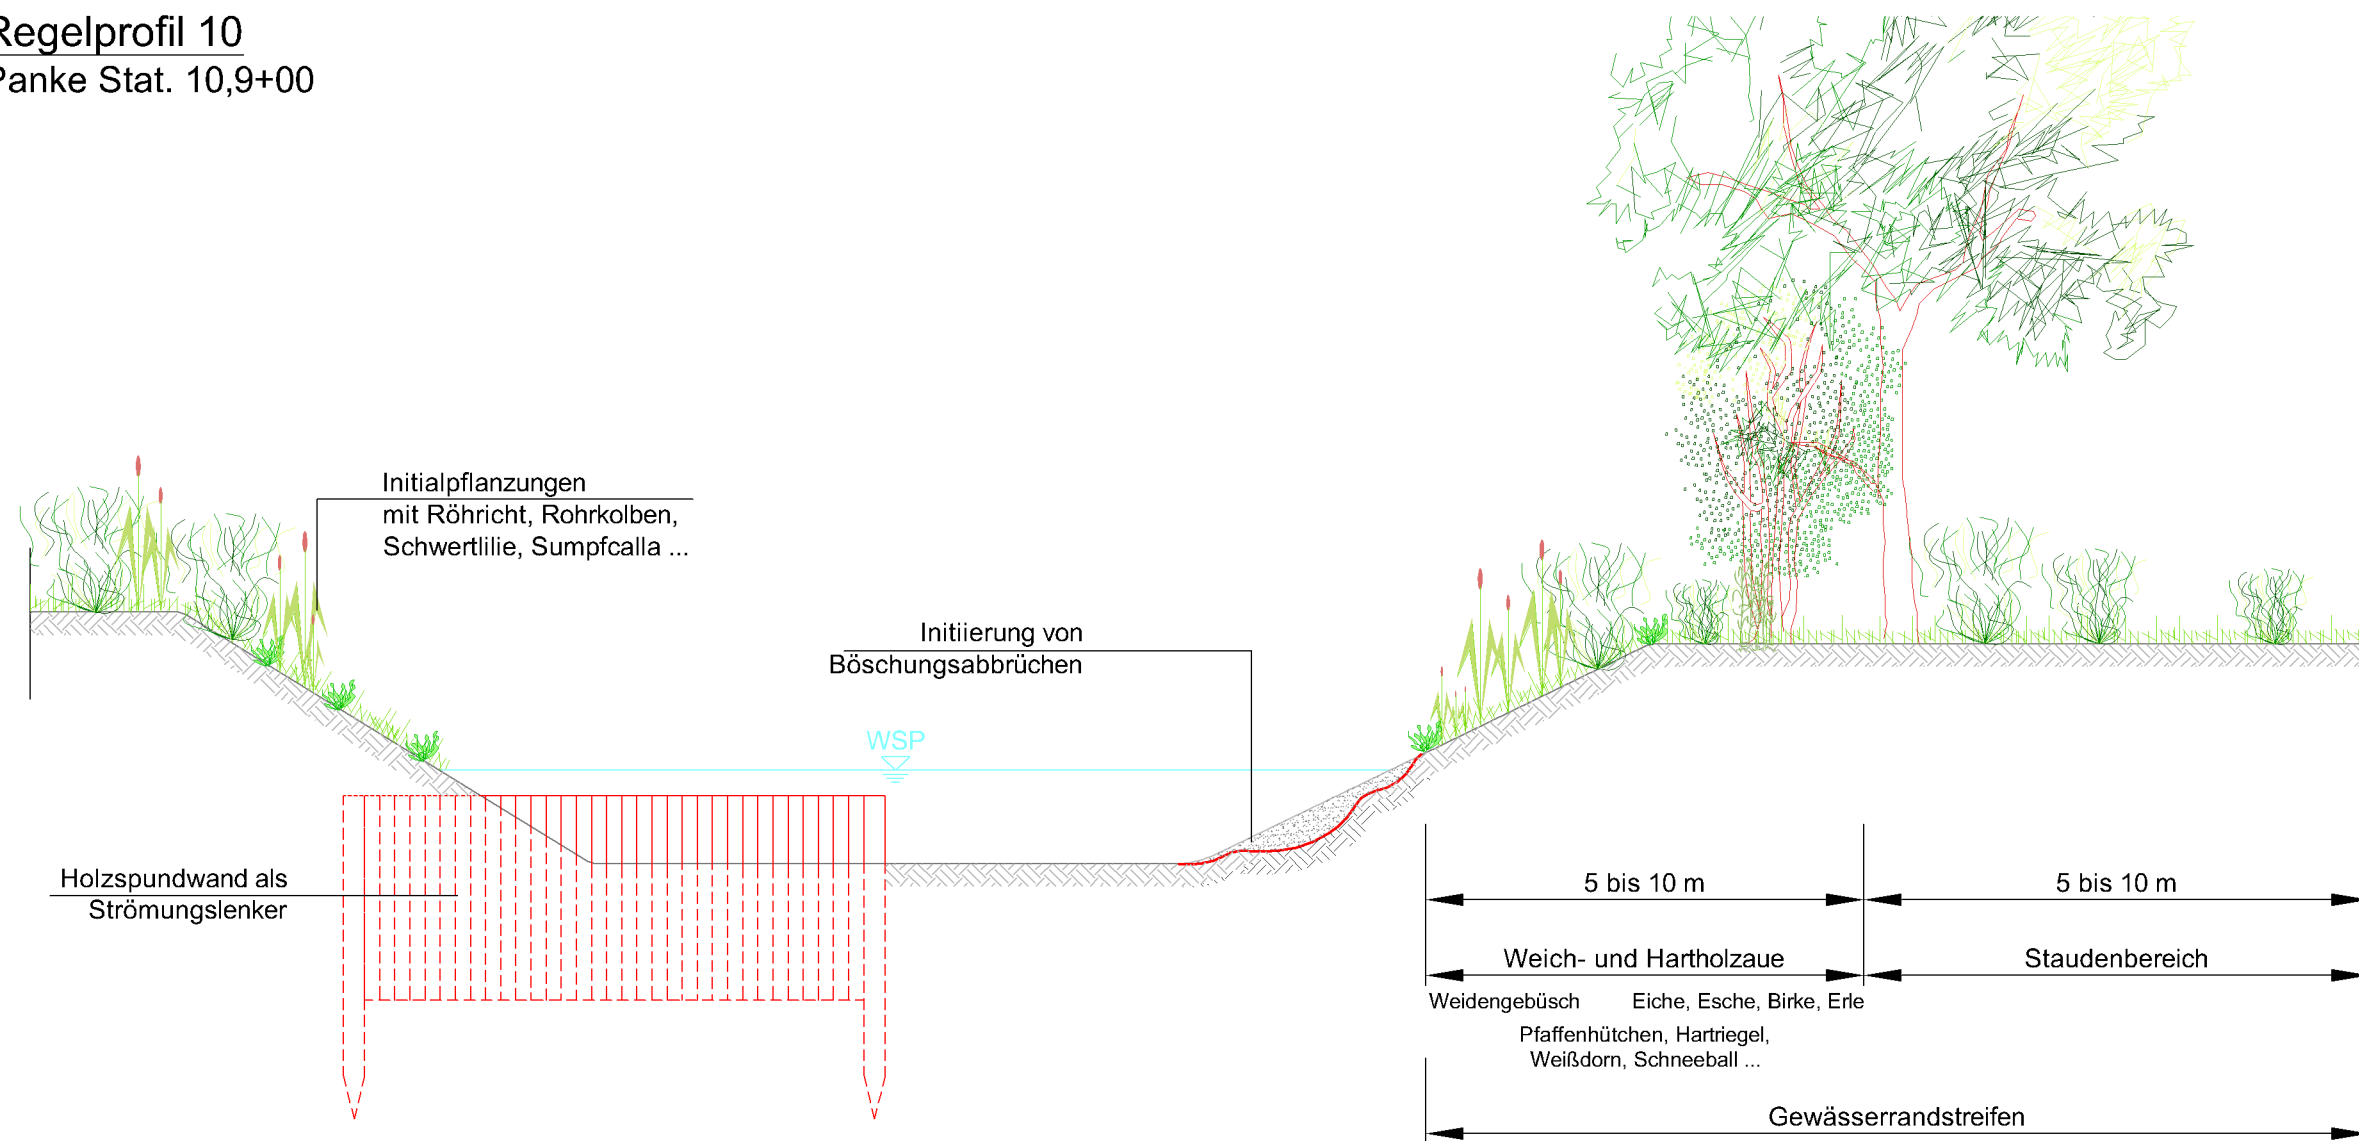 Regelprofil 10
Panke Stat. 10,9+00
Initialpflanzungen
mit Röhricht, Rohrkolben,
Schwertlilie, Sumpfcalla ...
Initiierung von
Böschungsabbrüchen
WSP
Holzspundwand als
Strömungslenker
5 bis 10 m
5 bis 10 m
Weich- und Hartholzaue
Staudenbereich
Weidengebüsch
Eiche, Esche, Birke, Erle
Pfaffenhütchen, Hartriegel,
Weißdorn, Schneeball ...
Gewässerrandstreifen